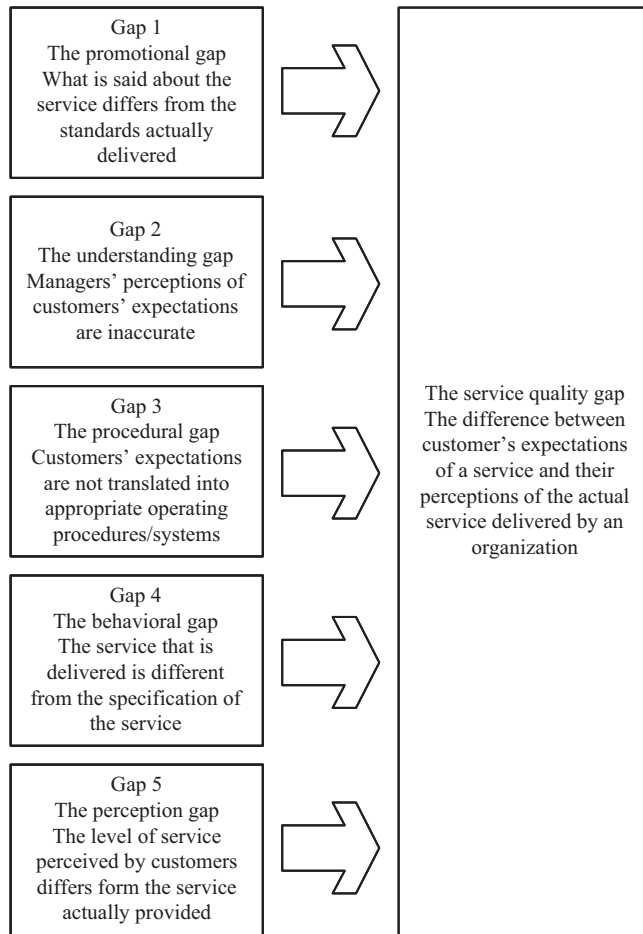 Gap 1
The promotional gap
What is said about the
service differs from the
standards actually
delivered
Gap 2
The understanding gap
Managers’ perceptions of
customers’ expectations
are inaccurate
Gap 3
The procedural gap
Customers’ expectations
are not translated into
appropriate operating
procedures/systems
Gap 4
The behavioral gap
The service that is
delivered is different
from the specification of
the service
Gap 5
The perception gap
The level of service
perceived by customers
differs form the service
actually provided
The service quality gap
The difference between
customer’s expectations
of a service and their
perceptions of the actual
service delivered by an
organization